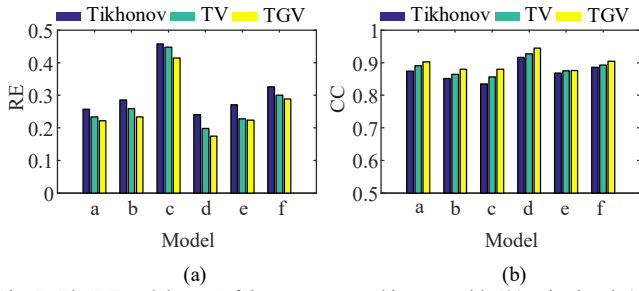 Tikhonov TV TGV
0.5
0.4
0.3
0.2
0.1
0
RE
a b c d e f
Model
(a)
Tikhonov TV TGV
1
0.9
0.8
0.7
0.6
0.5
CC
a b c d e f
Model
(b)